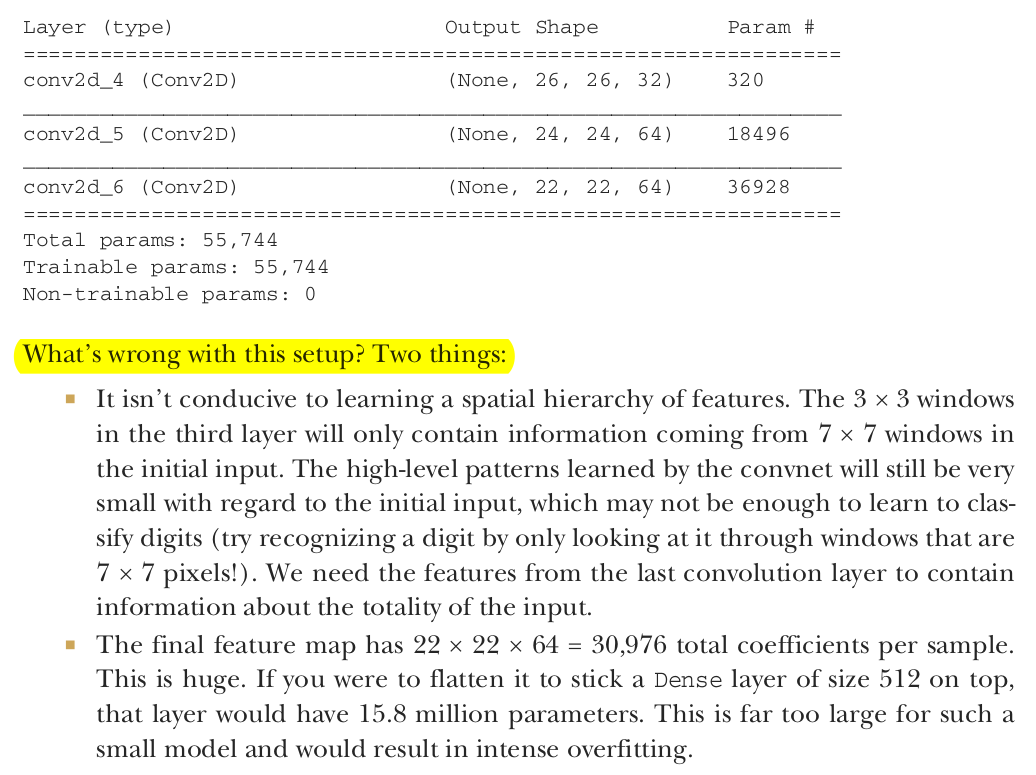 Layer (type) Output Shape Param #
================================================================
conv2d_4 (Conv2D) (None, 26, 26, 32) 320
________________________________________________________________
conv2d_5 (Conv2D) (None, 24, 24, 64) 18496
________________________________________________________________
conv2d_6 (Conv2D) (None, 22, 22, 64) 36928
================================================================
Total params: 55,744
Trainable params: 55,744
Non-trainable params: 0
What’s wrong with this setup? Two things:
■ It isn’t conducive to learning a spatial hierarchy of features. The 3 × 3 windows
in the third layer will only contain information coming from 7 × 7 windows in
the initial input. The high-level patterns learned by the convnet will still be very
small with regard to the initial input, which may not be enough to learn to clas-
sify digits (try recognizing a digit by only looking at it through windows that are
7 × 7 pixels!). We need the features from the last convolution layer to contain
information about the totality of the input.
■ The final feature map has 22 × 22 × 64 = 30,976 total coefficients per sample.
This is huge. If you were to flatten it to stick a Dense layer of size 512 on top,
that layer would have 15.8 million parameters. This is far too large for such a
small model and would result in intense overfitting.